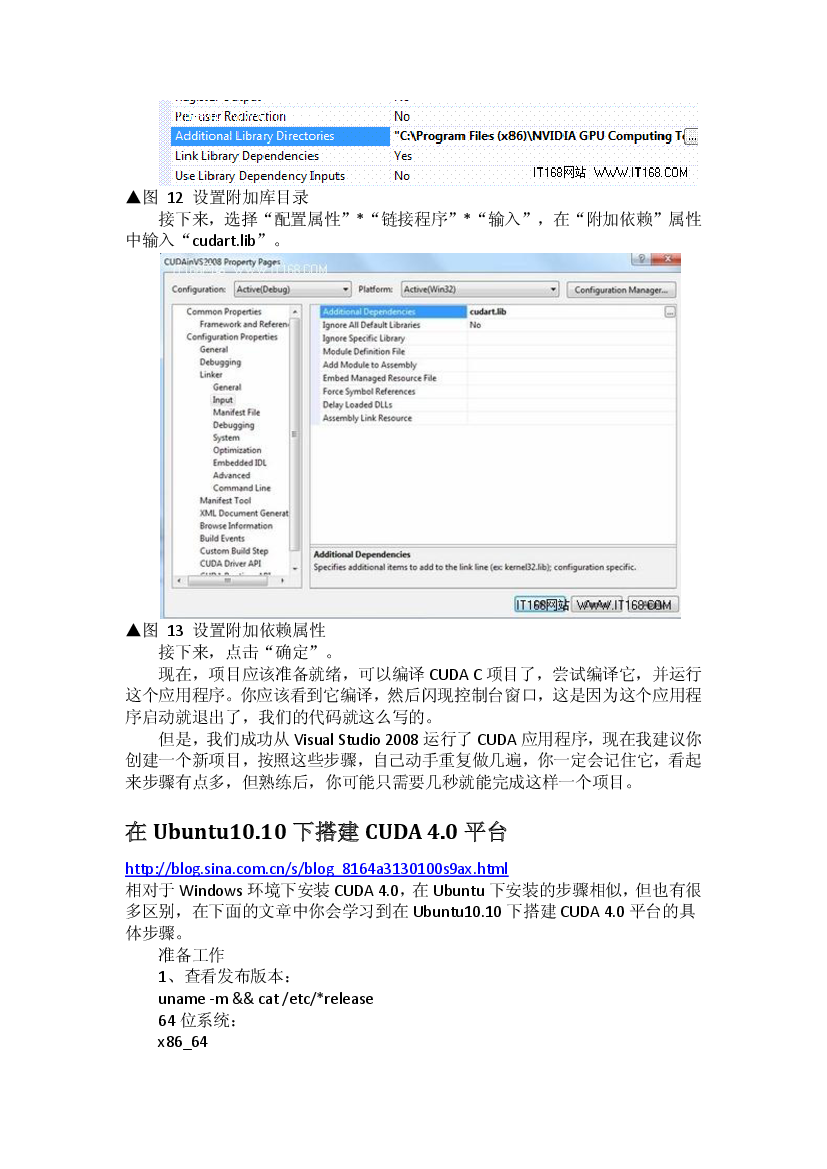 Per-user Redirection No
Additional Library Directories "C:\Program Files (x86)\NVIDIA GPU Computing To ...
Link Library Dependencies Yes
Use Library Dependency Inputs No
IT168网站 WwW.IT168.COM
▲图 12 设置附加库目录
接下来，选择“配置属性”*“链接程序”*“输入”，在“附加依赖”属性
中输入“cudart.lib”。
CUDAinVS2008 Property Pages
Configuration: Active(Debug) Platform: Active(Win32) Configuration Manager...
Common Properties
Framework and Referen
Configuration Properties
General
Debugging
Linker
General
Input
Manifest File
Debugging
System
Optimization
Embedded IDL
Advanced
Command Line
Manifest Tool
XML Document Generat
Browse Information
Build Events
Custom Build Step
CUDA Driver API
Additional Dependencies cudart.lib ...
Ignore All Default Libraries No
Ignore Specific Library
Module Definition File
Add Module to Assembly
Embed Managed Resource File
Force Symbol References
Delay Loaded DLLs
Assembly Link Resource
Additional Dependencies
Specifies additional items to add to the link line (ex: kernel32.lib); configuration specific.
IT168网站 WwW.IT168.COM
▲图 13 设置附加依赖属性
接下来，点击“确定”。
现在，项目应该准备就绪，可以编译 CUDA C 项目了，尝试编译它，并运行
这个应用程序。你应该看到它编译，然后闪现控制台窗口，这是因为这个应用程
序启动就退出了，我们的代码就这么写的。
但是，我们成功从 Visual Studio 2008 运行了 CUDA 应用程序，现在我建议你
创建一个新项目，按照这些步骤，自己动手重复做几遍，你一定会记住它，看起
来步骤有点多，但熟练后，你可能只需要几秒就能完成这样一个项目。
在 Ubuntu10.10 下搭建 CUDA 4.0 平台
http://blog.sina.com.cn/s/blog_8164a3130100s9ax.html
相对于 Windows 环境下安装 CUDA 4.0，在 Ubuntu 下安装的步骤相似，但也有很
多区别，在下面的文章中你会学习到在 Ubuntu10.10 下搭建 CUDA 4.0 平台的具
体步骤。
准备工作
1、查看发布版本：
uname -m && cat /etc/*release
64 位系统：
x86_64